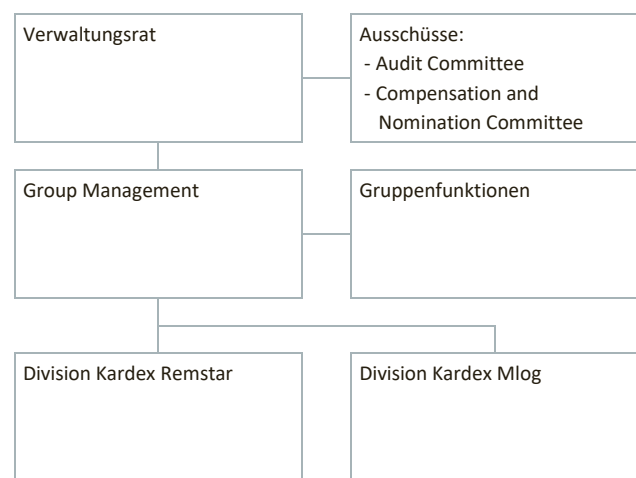 Verwaltungsrat
Ausschüsse:
- Audit Committee
- Compensation and
Nomination Committee
Group Management
Gruppenfunktionen
Division Kardex Remstar
Division Kardex Mlog